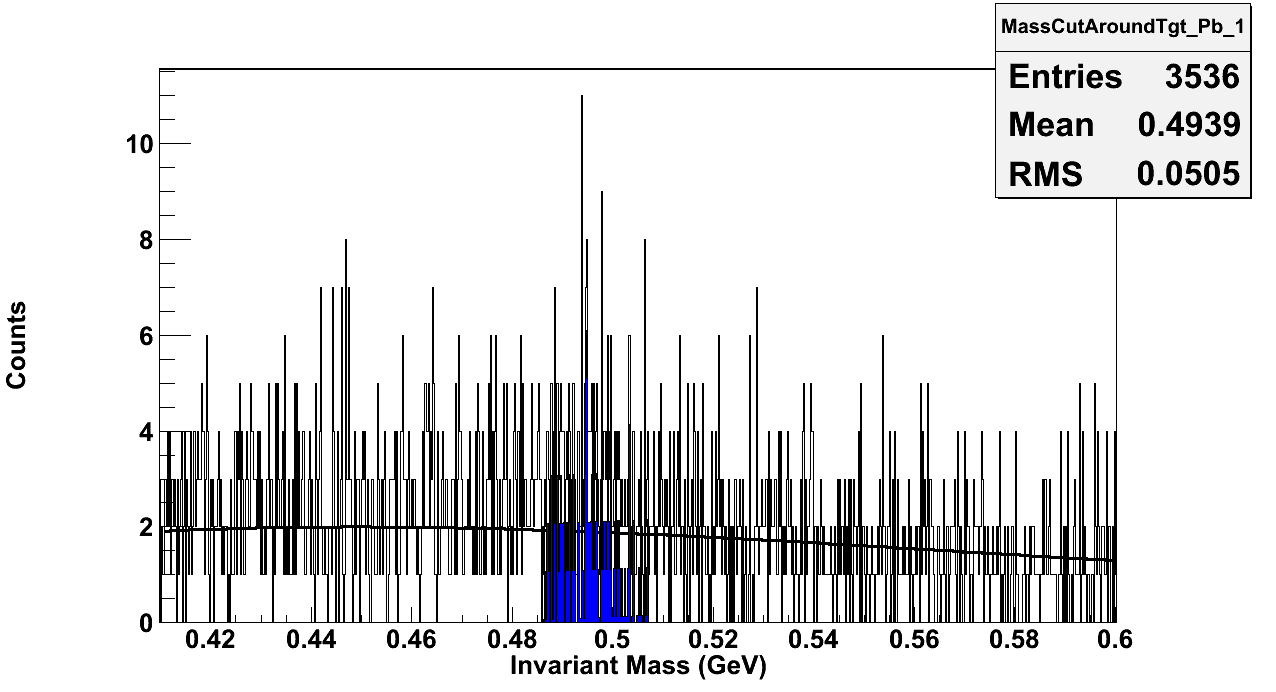 MassCutAroundTgt_Pb_1
Entries 3536
Mean 0.4939
RMS 0.0505
Counts
10
8
6
4
2
0
0.42 0.44 0.46 0.48 0.5 0.52 0.54 0.56 0.58 0.6
Invariant Mass (GeV)